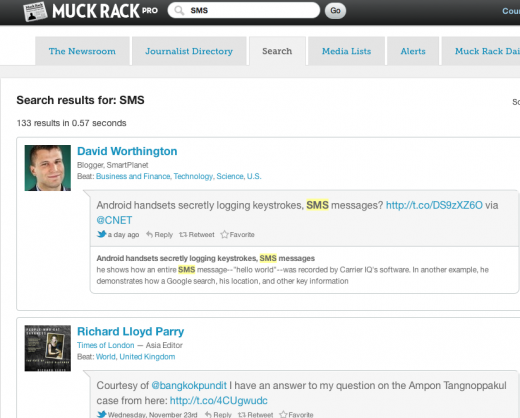 MUCK RACK PRO
SMS
Go
Cou
The Newsroom
Journalist Directory
Search
Media Lists
Alerts
Muck Rack Dai
Search results for: SMS
So
133 results in 0.57 seconds
David Worthington
Blogger, SmartPlanet
Beat: Business and Finance, Technology, Science, U.S.
Android handsets secretly logging keystrokes, SMS messages? http://t.co/DS9zXZ6O via
@CNET
a day ago Reply Retweet Favorite
Android handsets secretly logging keystrokes, SMS messages
he shows how an entire SMS message--"hello world"--was recorded by Carrier IQ's software. In another example, he
demonstrates how a Google search, his location, and other key information
Richard Lloyd Parry
Times of London — Asia Editor
Beat: World, United Kingdom
Courtesy of @bangkokpundit I have an answer to my question on the Ampon Tangnoppakul
case from here: http://t.co/4CUgwudc
Wednesday, November 23rd Reply Retweet Favorite